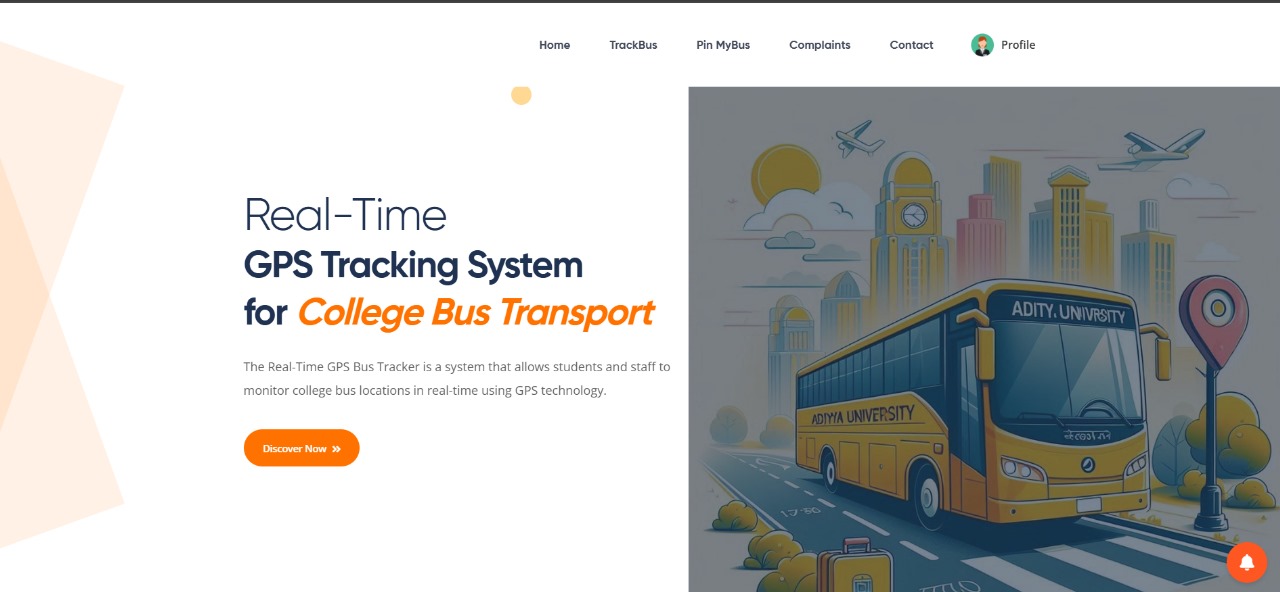 Home TrackBus Pin MyBus Complaints Contact Profile
Real-Time
GPS Tracking System
for College Bus Transport
The Real-Time GPS Bus Tracker is a system that allows students and staff to
monitor college bus locations in real-time using GPS technology.
Discover Now »
ADITY. UNIVRSITY
ADIYYA UNIVERSITY